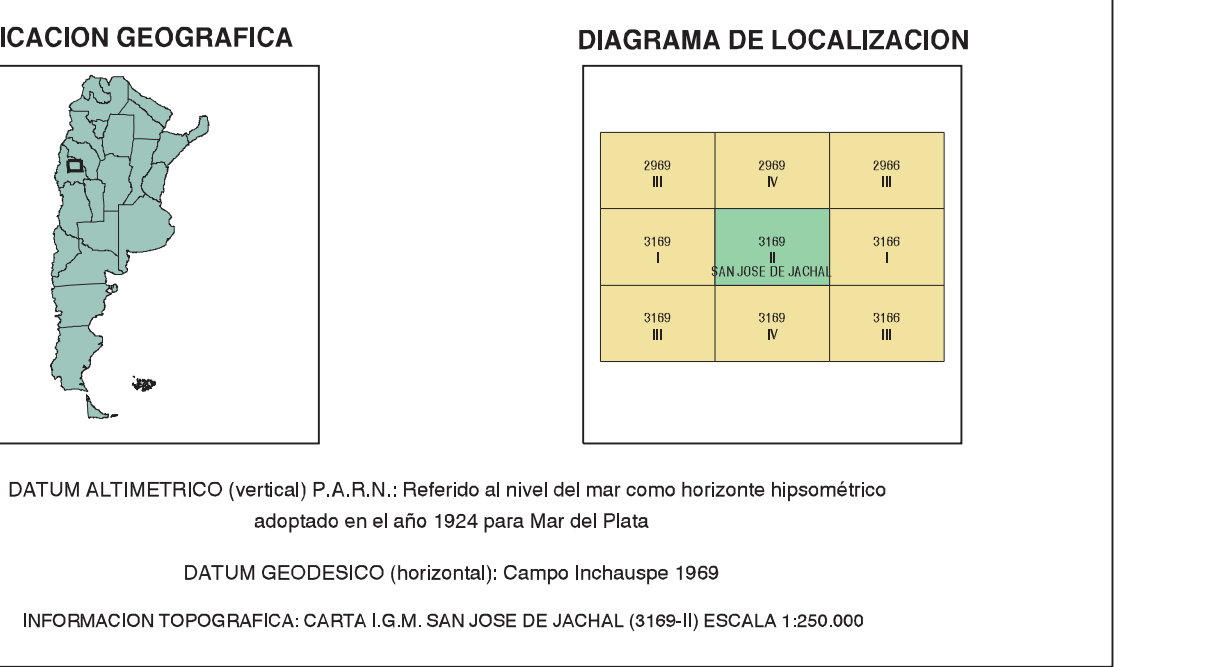 ICACION GEOGRAFICA
DIAGRAMA DE LOCALIZACION
2969
III
2969
IV
2966
III
3169
I
3169
II
SAN JOSE DE JACHAL
3166
I
3169
III
3169
IV
3166
III
DATUM ALTIMETRICO (vertical) P.A.R.N.: Referido al nivel del mar como horizonte hipsométrico
adoptado en el año 1924 para Mar del Plata
DATUM GEODESICO (horizontal): Campo Inchauspe 1969
INFORMACION TOPOGRAFICA: CARTA I.G.M. SAN JOSE DE JACHAL (3169-II) ESCALA 1:250.000